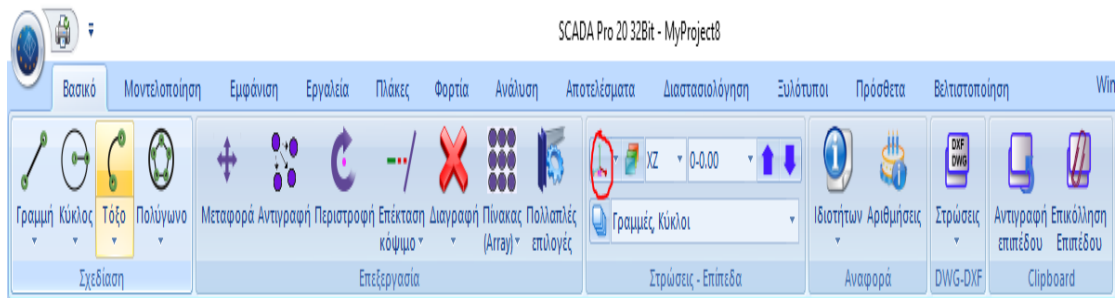 SCADA Pro 20 32Bit - MyProject8
Βασικό Μοντελοποίηση Εμφάνιση Εργαλεία Πλάκες Φορτία Ανάλυση Αποτελέσματα Διαστασιολόγηση Ξυλότυποι Πρόσθετα Βελτιστοποίηση Win
XZ 0-0.00
DXF
DWG
Γραμμές, Κύκλοι
Γραμμή Κύκλος Τόξο Πολύγωνο Μεταφορά Αντιγραφή Περιστροφή Επέκταση Διαγραφή Πίνακας Πολλαπλές Ιδιοτήτων Αριθμήσεις Στρώσεις Αντιγραφή Επικόλληση
κόψιμο (Array) επιλογές επιπέδου Επιπέδου
Σχεδίαση Επεξεργασία Στρώσεις - Επίπεδα Αναφορά DWG-DXF Clipboard